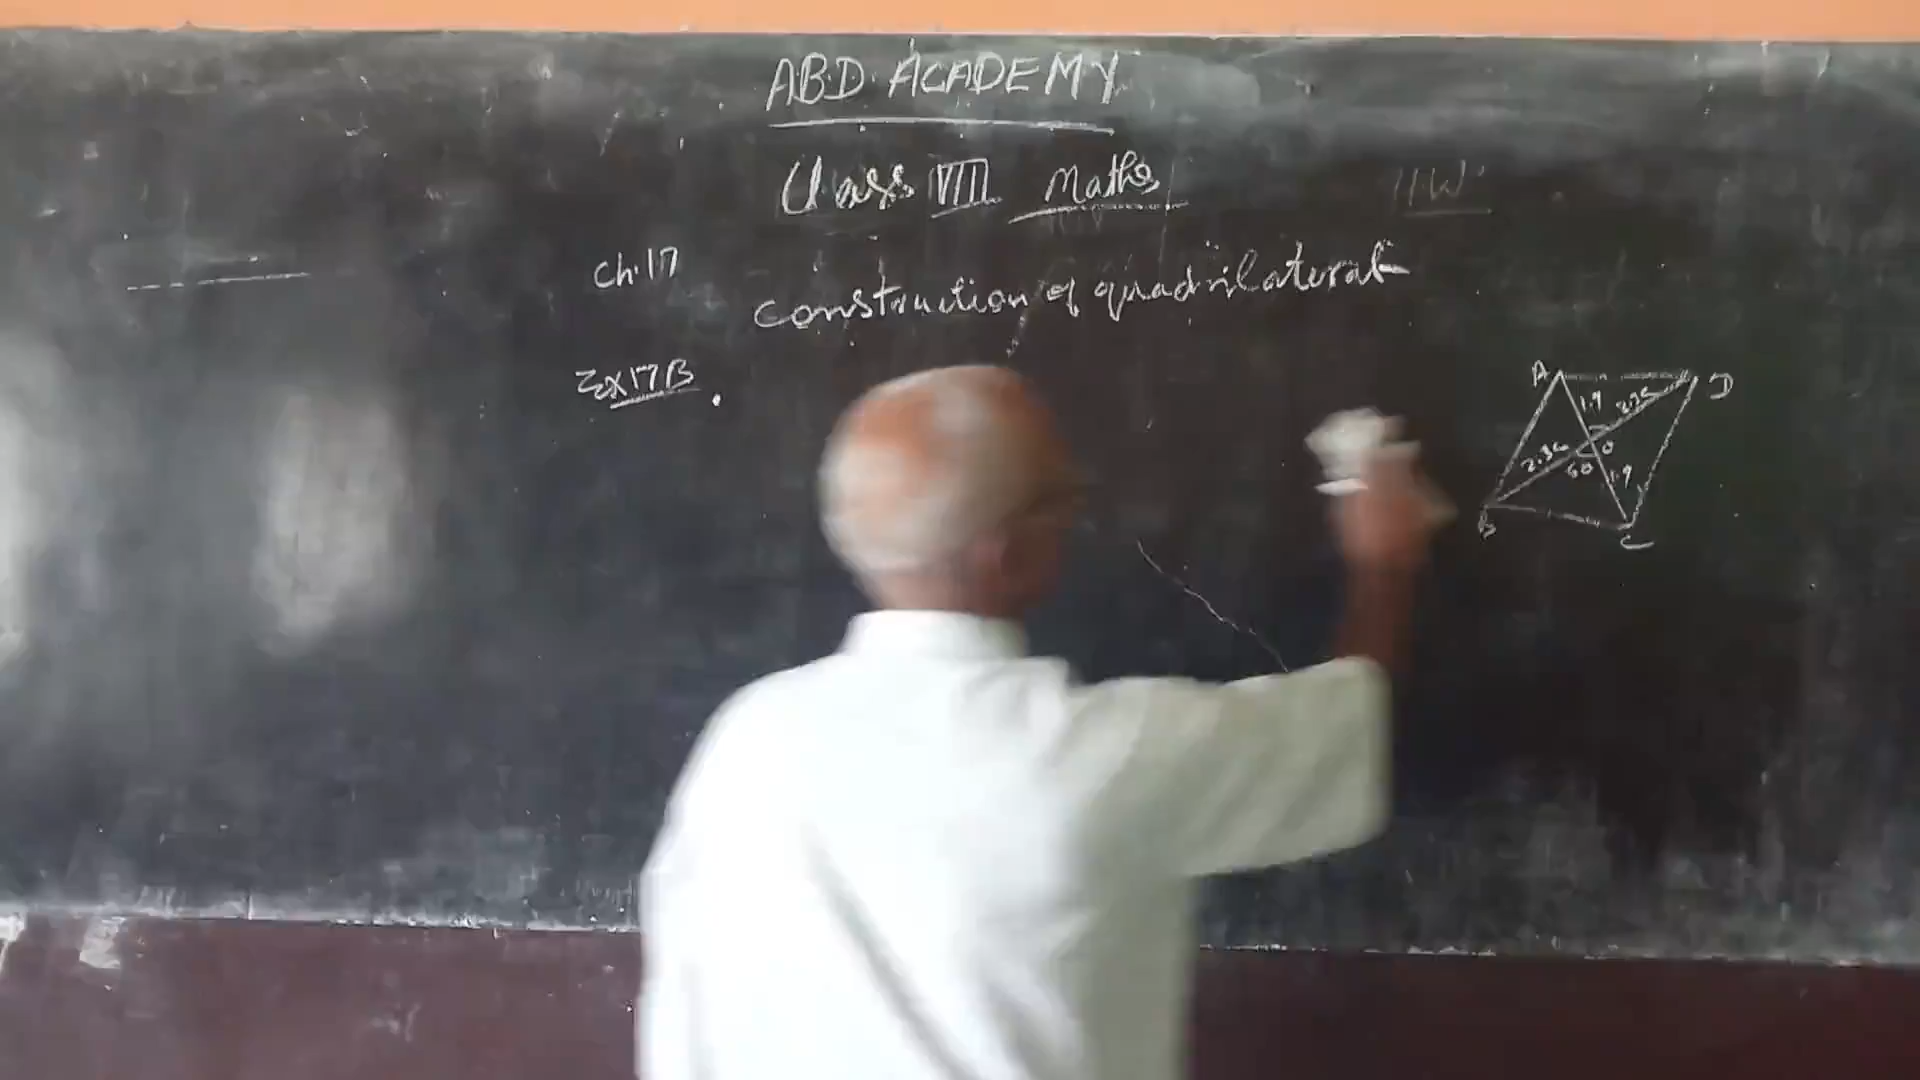 ABD ACADEMY
Class VIII Maths
H.W
Ch.17
Construction of quadrilateral
Ex 17B.
A
D
1.9
O
60
1.9
B
C